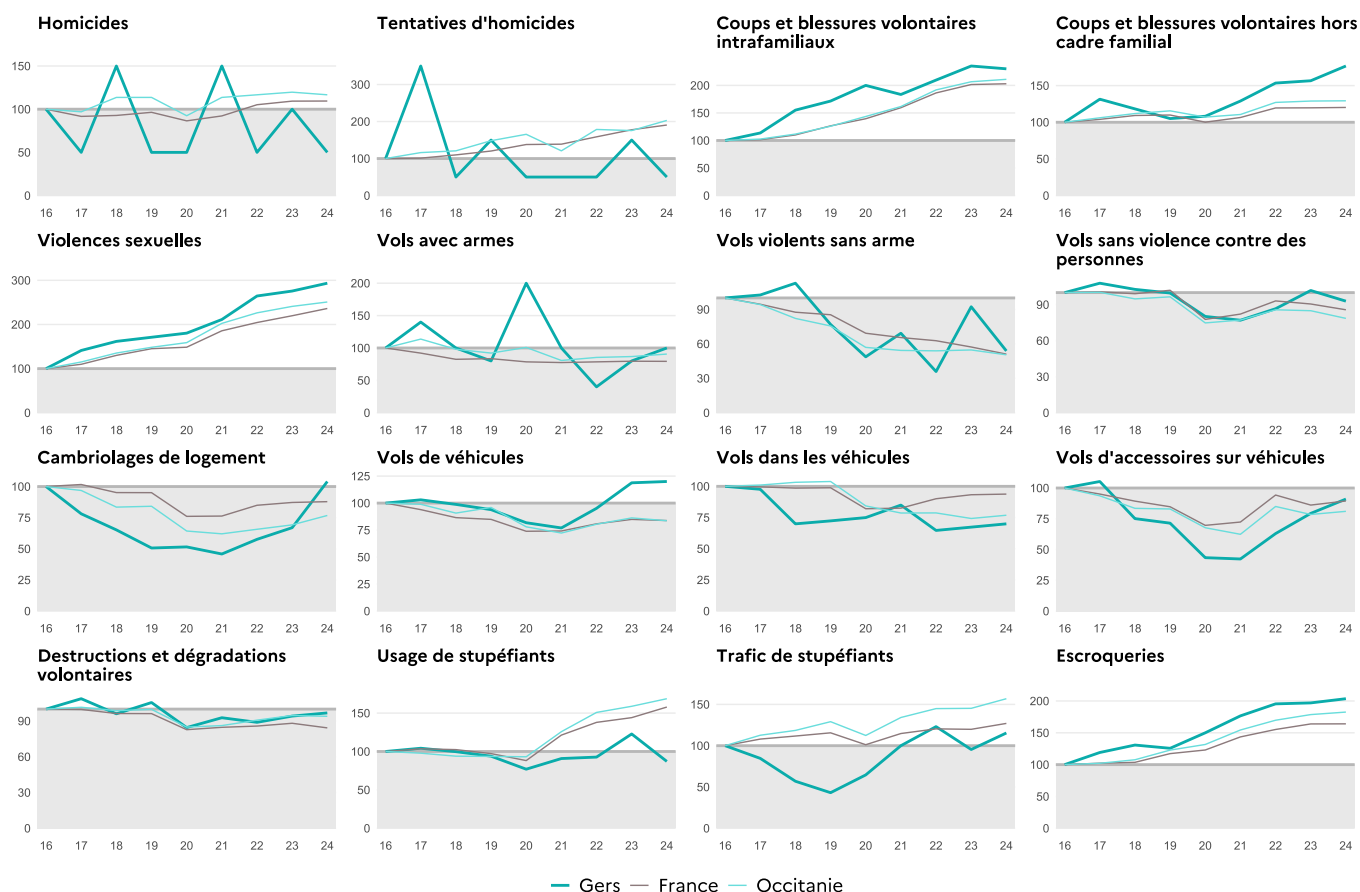 Homicides
150
100
50
0
16 17 18 19 20 21 22 23 24
Tentatives d'homicides
300
200
100
0
16 17 18 19 20 21 22 23 24
Coups et blessures volontaires
intrafamiliaux
200
150
100
50
0
16 17 18 19 20 21 22 23 24
Coups et blessures volontaires hors
cadre familial
150
100
50
0
16 17 18 19 20 21 22 23 24
Violences sexuelles
300
200
100
0
16 17 18 19 20 21 22 23 24
Vols avec armes
200
150
100
50
0
16 17 18 19 20 21 22 23 24
Vols violents sans arme
90
60
30
0
16 17 18 19 20 21 22 23 24
Vols sans violence contre des
personnes
90
60
30
0
16 17 18 19 20 21 22 23 24
Cambriolages de logement
100
75
50
25
0
16 17 18 19 20 21 22 23 24
Vols de véhicules
125
100
75
50
25
0
16 17 18 19 20 21 22 23 24
Vols dans les véhicules
100
75
50
25
0
16 17 18 19 20 21 22 23 24
Vols d'accessoires sur véhicules
100
75
50
25
0
16 17 18 19 20 21 22 23 24
Destructions et dégradations
volontaires
90
60
30
0
16 17 18 19 20 21 22 23 24
Usage de stupéfiants
150
100
50
0
16 17 18 19 20 21 22 23 24
Trafic de stupéfiants
150
100
50
0
16 17 18 19 20 21 22 23 24
Escroqueries
200
150
100
50
0
16 17 18 19 20 21 22 23 24
Gers France Occitanie